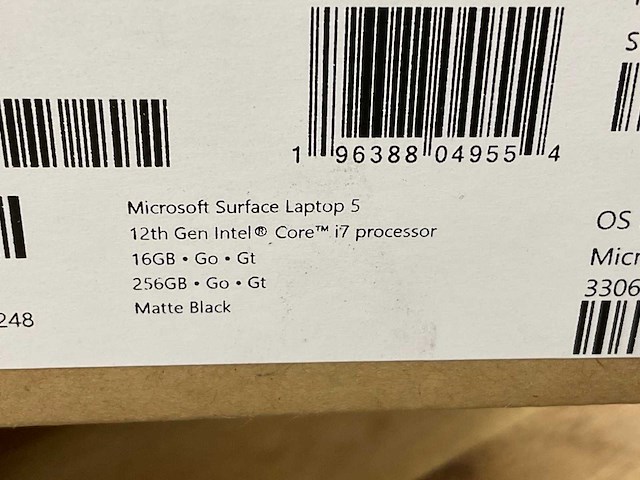 S
1 96388 04955 4
Microsoft Surface Laptop 5
12th Gen Intel® Core™ i7 processor
16GB • Go • Gt
256GB • Go • Gt
Matte Black
248
OS
Micr
3306